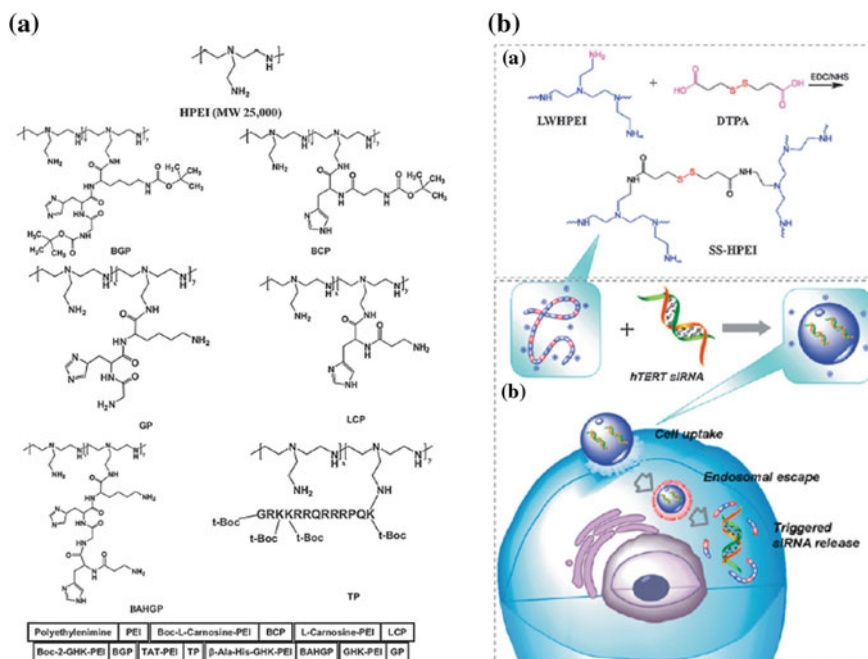 (a)
HPEI (MW 25,000)
BGP
BCP
GP
LCP
BAHGP
GRKKRRQRRRPQK
t-Boc
t-Boc
t-Boc
TP
Polyethylenimine PEI Boc-L-Carnosine-PEI BCP L-Carnosine-PEI LCP
Boc-2-GHK-PEI BGP TAT-PEI TP β-Ala-His-GHK-PEI BAHGP GHK-PEI GP
(b)
(a)
LWHPEI
+
DTPA
EDC/NHS
SS-HPEI
+
hTERT siRNA
(b)
Cell uptake
Endosomal escape
Triggered
siRNA release